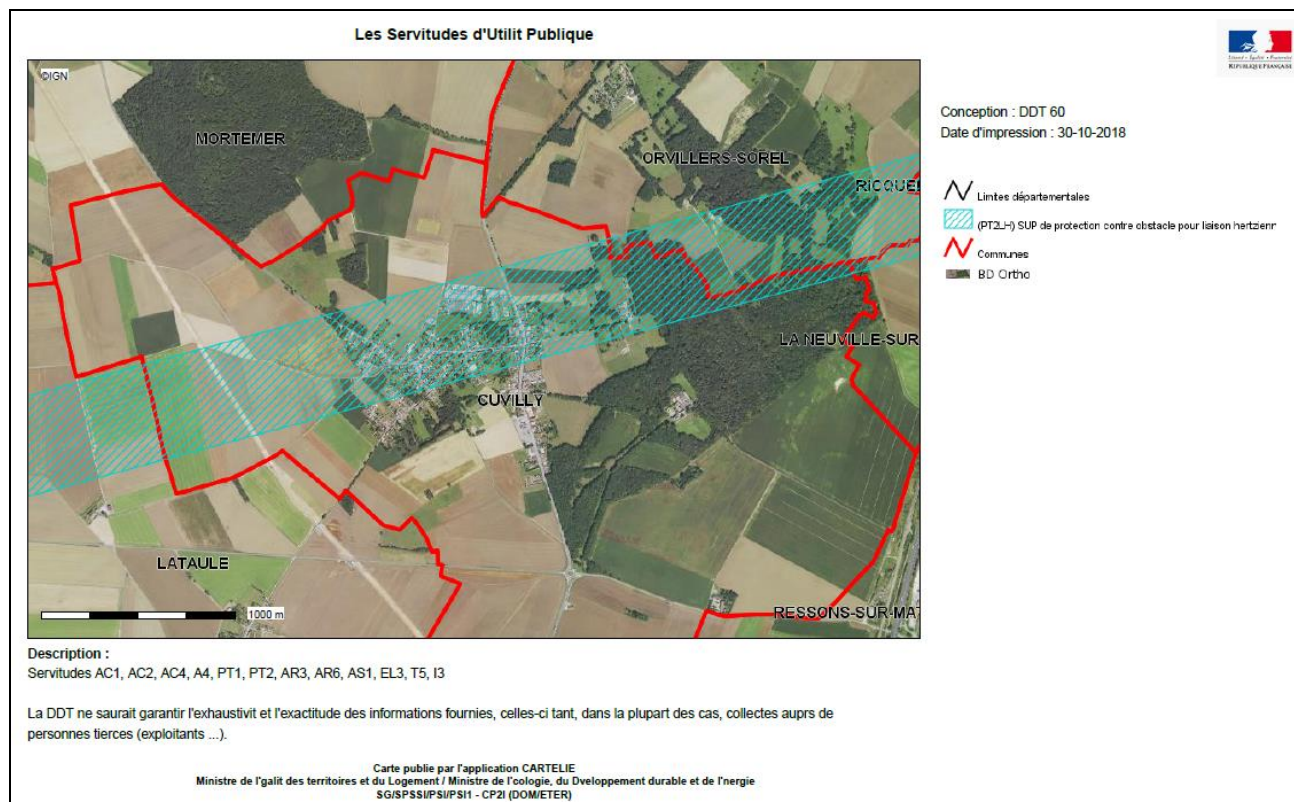 Les Servitudes d'Utilit Publique
©IGN
MORTEMER
ORVILLERS-SOREL
RICQUE
LA NEUVILLE-SUR
CUVILLY
LATAULE
RESSONS-SUR-MAT
1000 m
RÉPUBLIQUE FRANÇAISE
Conception : DDT 60
Date d'impression : 30-10-2018
Limites départementales
(PT2LH) SUP de protection contre obstacle pour liaison hertzienr
Communes
BD Ortho
Description :
Servitudes AC1, AC2, AC4, A4, PT1, PT2, AR3, AR6, AS1, EL3, T5, I3
La DDT ne saurait garantir l'exhaustivit et l'exactitude des informations fournies, celles-ci tant, dans la plupart des cas, collectes auprs de
personnes tierces (exploitants ...).
Carte publie par l'application CARTELIE
Ministre de l'galit des territoires et du Logement / Ministre de l'cologie, du Dveloppement durable et de l'nergie
SG/SPSSI/PSI/PSI1 - CP2I (DOM/ETER)